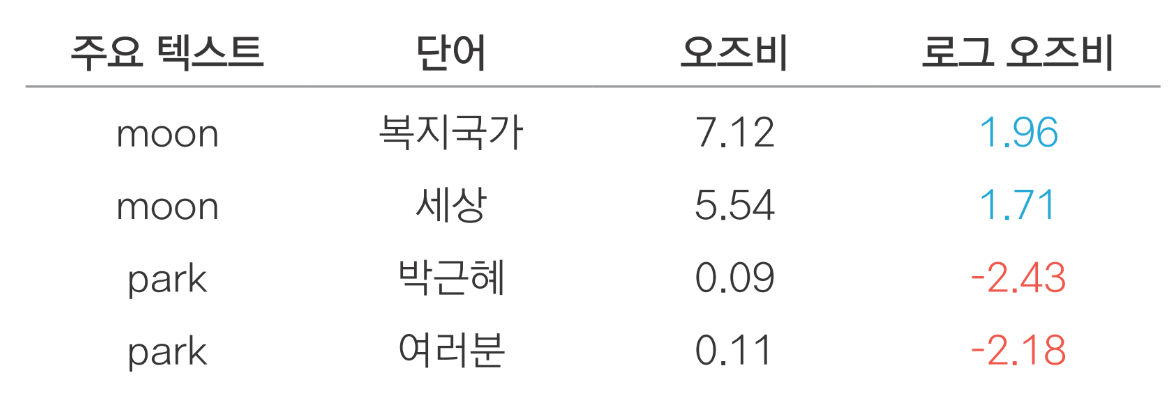 주요 텍스트 단어 오즈비 로그 오즈비
moon 복지국가 7.12 1.96
moon 세상 5.54 1.71
park 박근혜 0.09 -2.43
park 여러분 0.11 -2.18